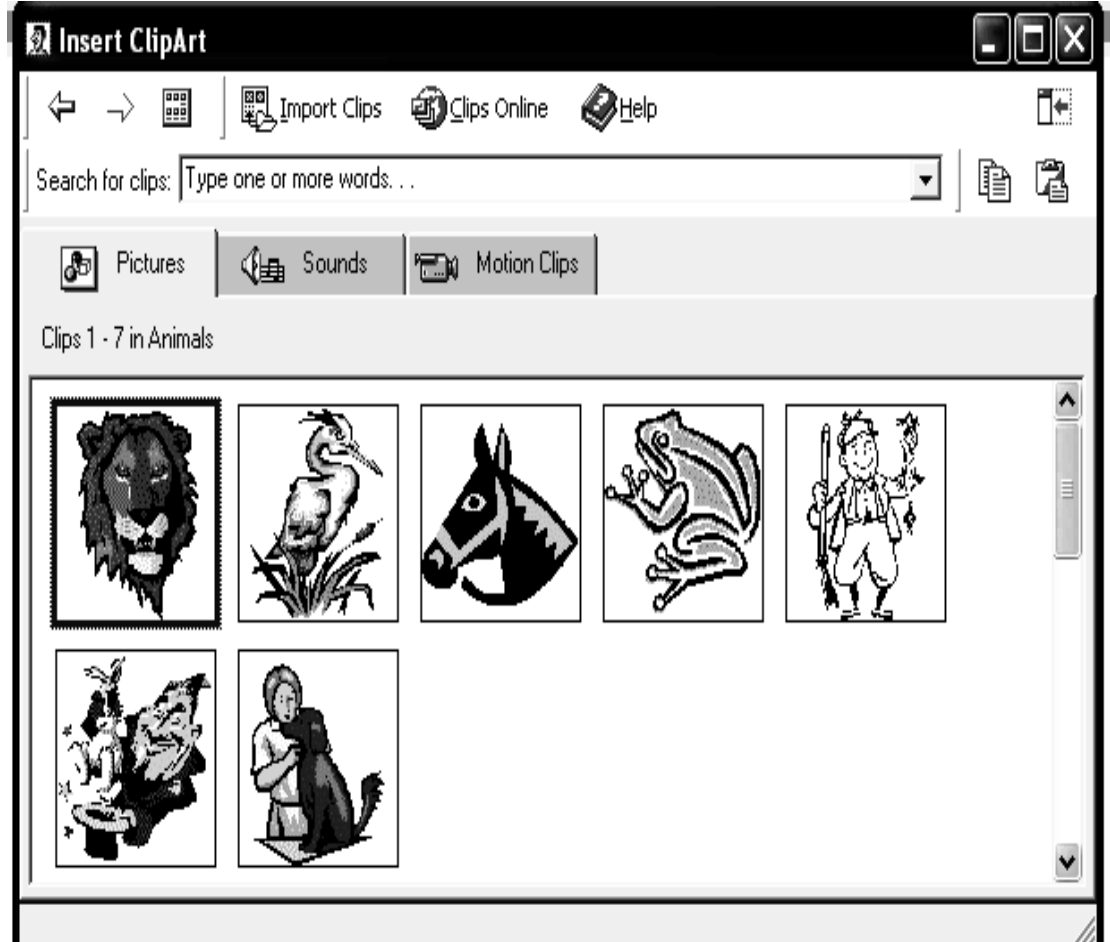 Insert ClipArt
Import Clips Clips Online Help
Search for clips: Type one or more words. . .
Pictures Sounds Motion Clips
Clips 1 - 7 in Animals